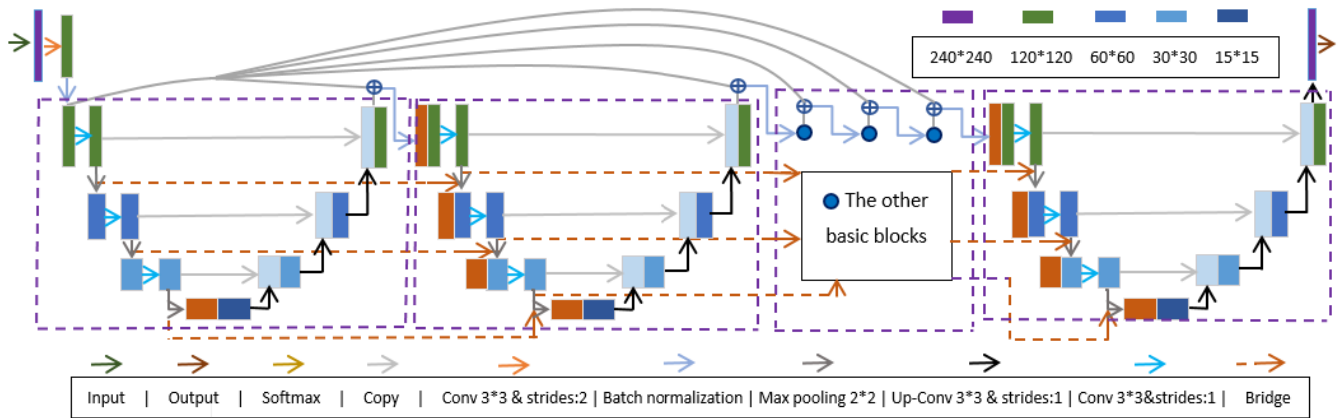 240*240 120*120 60*60 30*30 15*15
The other
basic blocks
Input | Output | Softmax | Copy | Conv 3*3 & strides:2 | Batch normalization | Max pooling 2*2 | Up-Conv 3*3 & strides:1 | Conv 3*3&strides:1 | Bridge